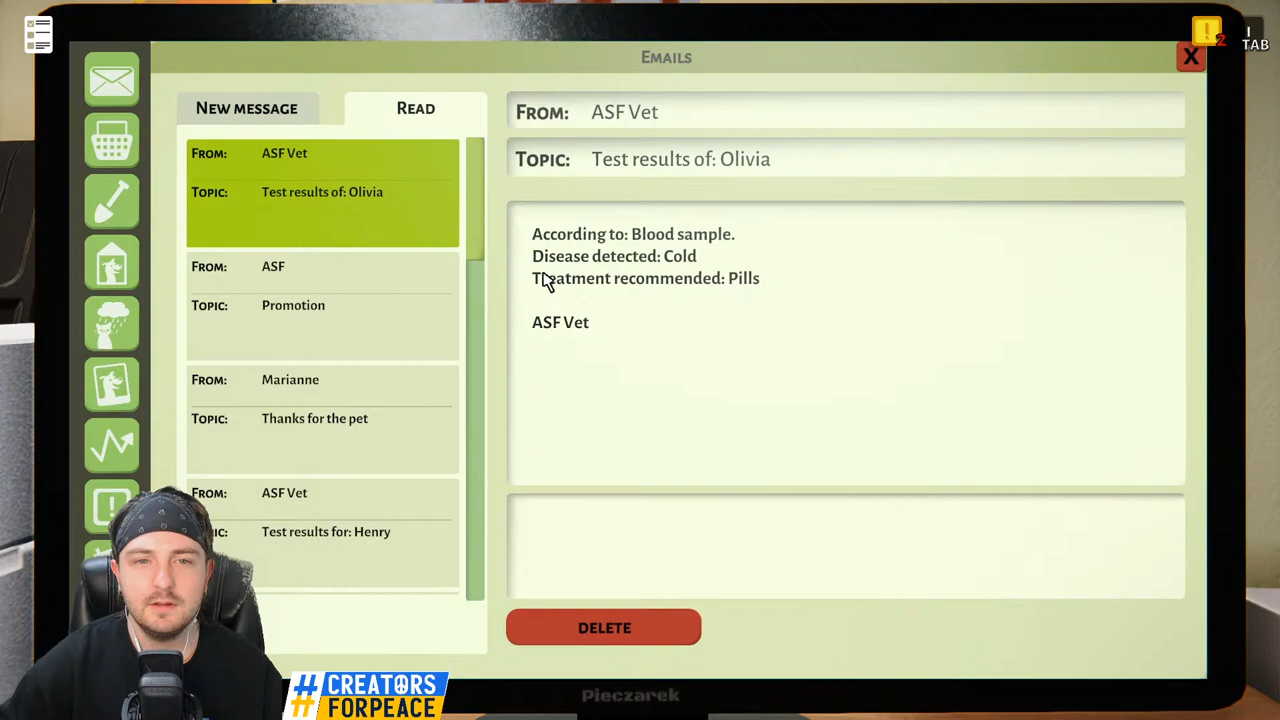 TAB
2
EMAILS
X
NEW MESSAGE
READ
FROM: ASF Vet
TOPIC: Test results of: Olivia
FROM: ASF Vet
TOPIC: Test results of: Olivia
According to: Blood sample.
Disease detected: Cold
Treatment recommended: Pills
ASF Vet
FROM: ASF
TOPIC: Promotion
FROM: Marianne
TOPIC: Thanks for the pet
FROM: ASF Vet
TOPIC: Test results for: Henry
DELETE
#CREATORS
FORPEACE
Pieczarek